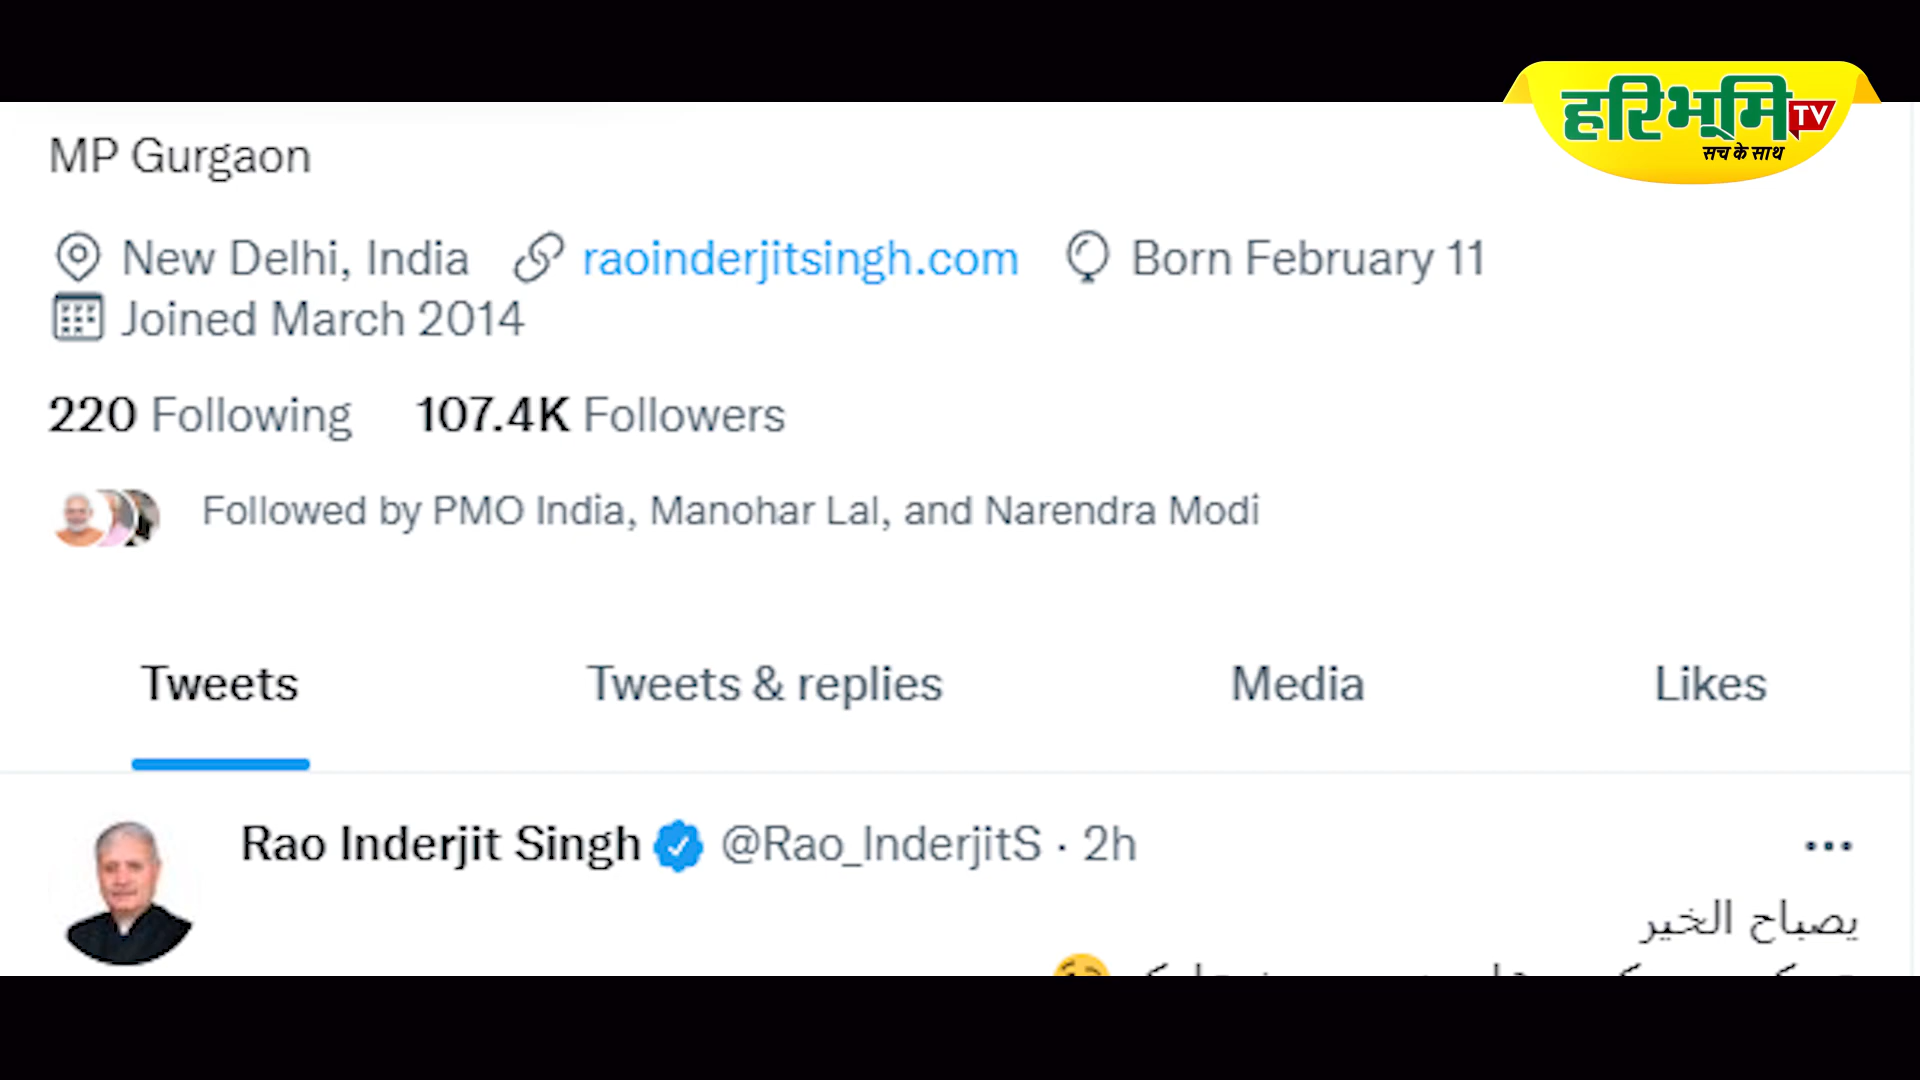 हरिभूमि TV
सच के साथ
MP Gurgaon
New Delhi, India raoinderjitsingh.com Born February 11
Joined March 2014
220 Following 107.4K Followers
Followed by PMO India, Manohar Lal, and Narendra Modi
Tweets Tweets & replies Media Likes
Rao Inderjit Singh @Rao_InderjitS · 2h
يصباح الخير